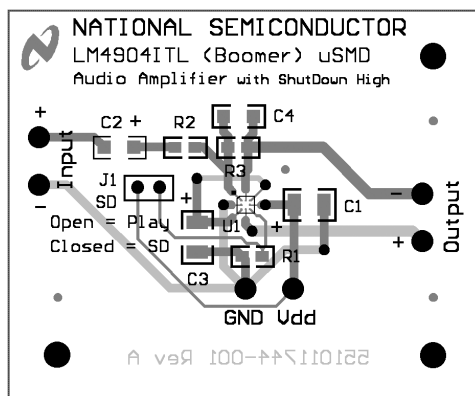 NATIONAL SEMICONDUCTOR
LM4904ITL (Boomer) uSMD
Audio Amplifier with ShutDown High
C4
+
C2 +
R2
Input
R3
J1
-
SD
+
U1
+
C1
-
Open = Play
Closed = SD
+
Output
C3
R1
GND Vdd
551011744-001 Rev A